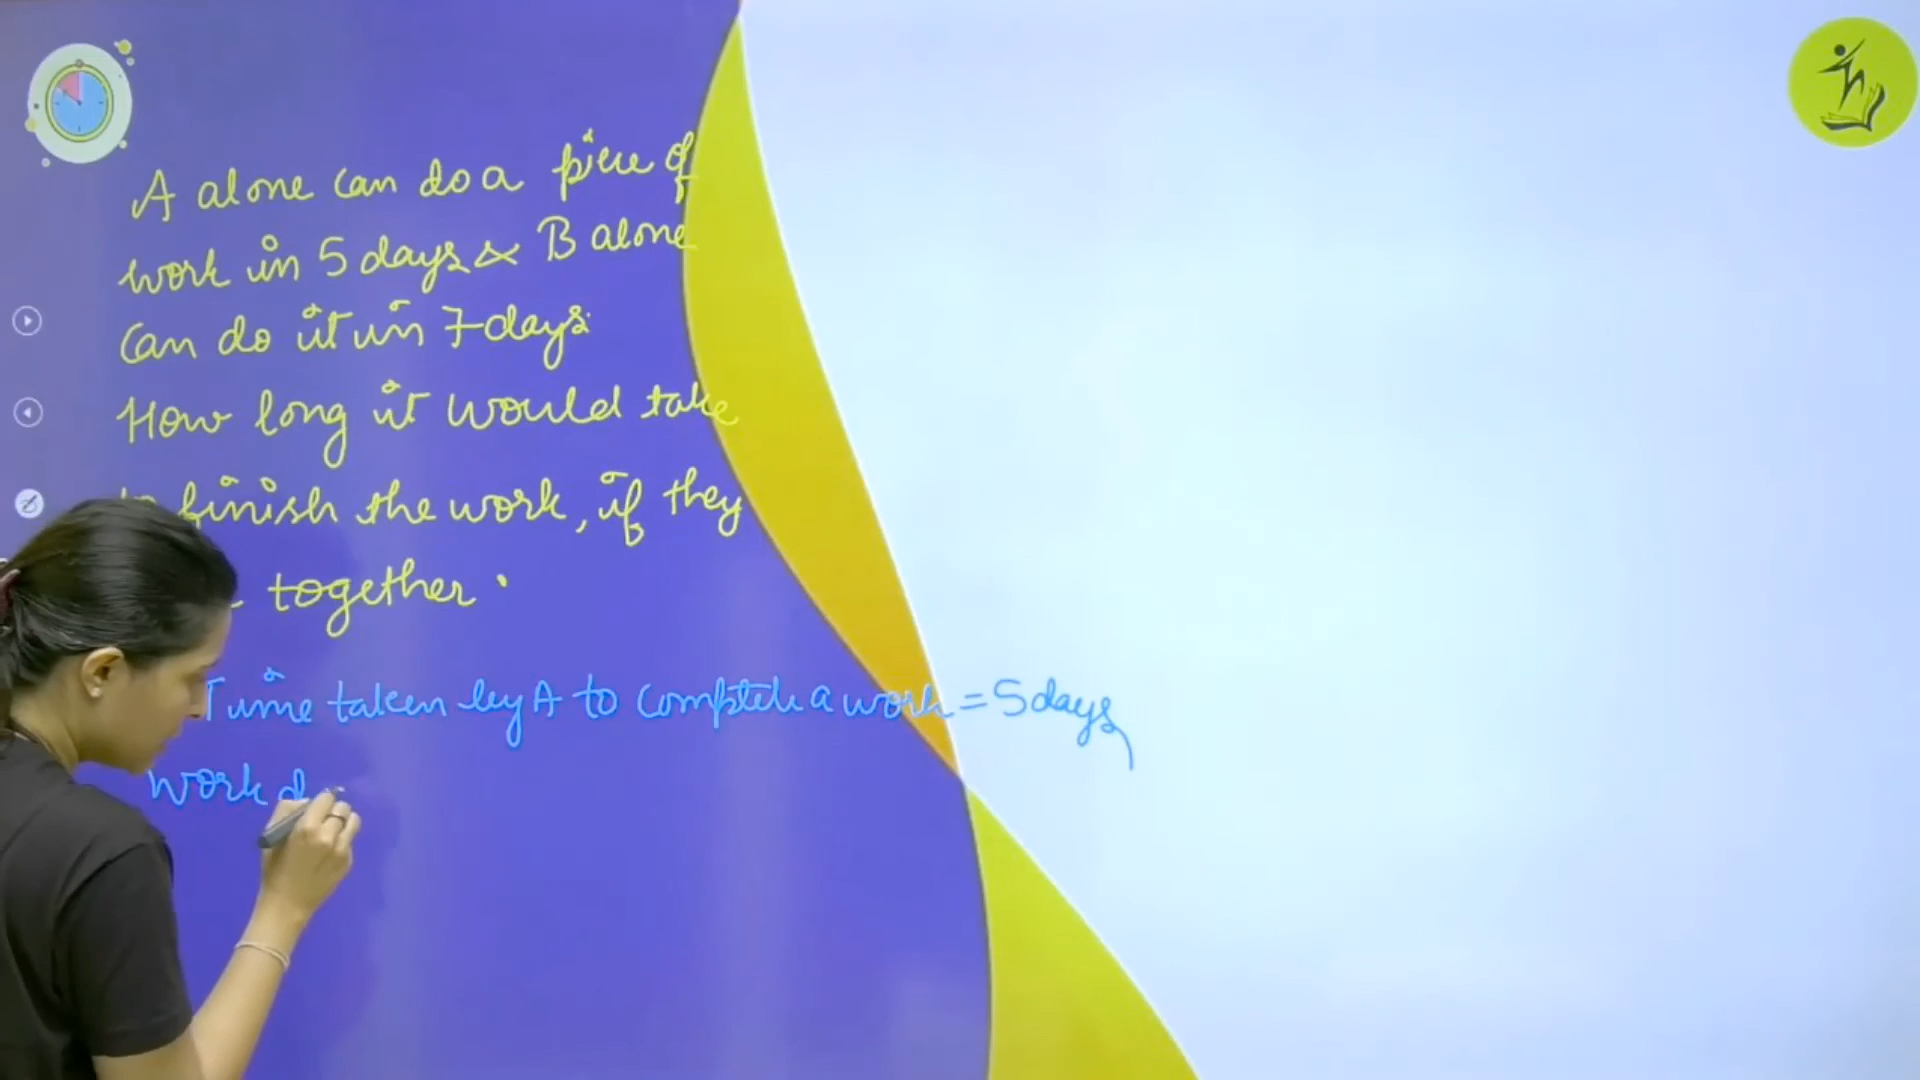 A alone can do a piece of
work in 5 days & B alone
can do it in 7 days.
How long it would take
finish the work, if they
together.
Time taken by A to complete a work = 5 days
Work d